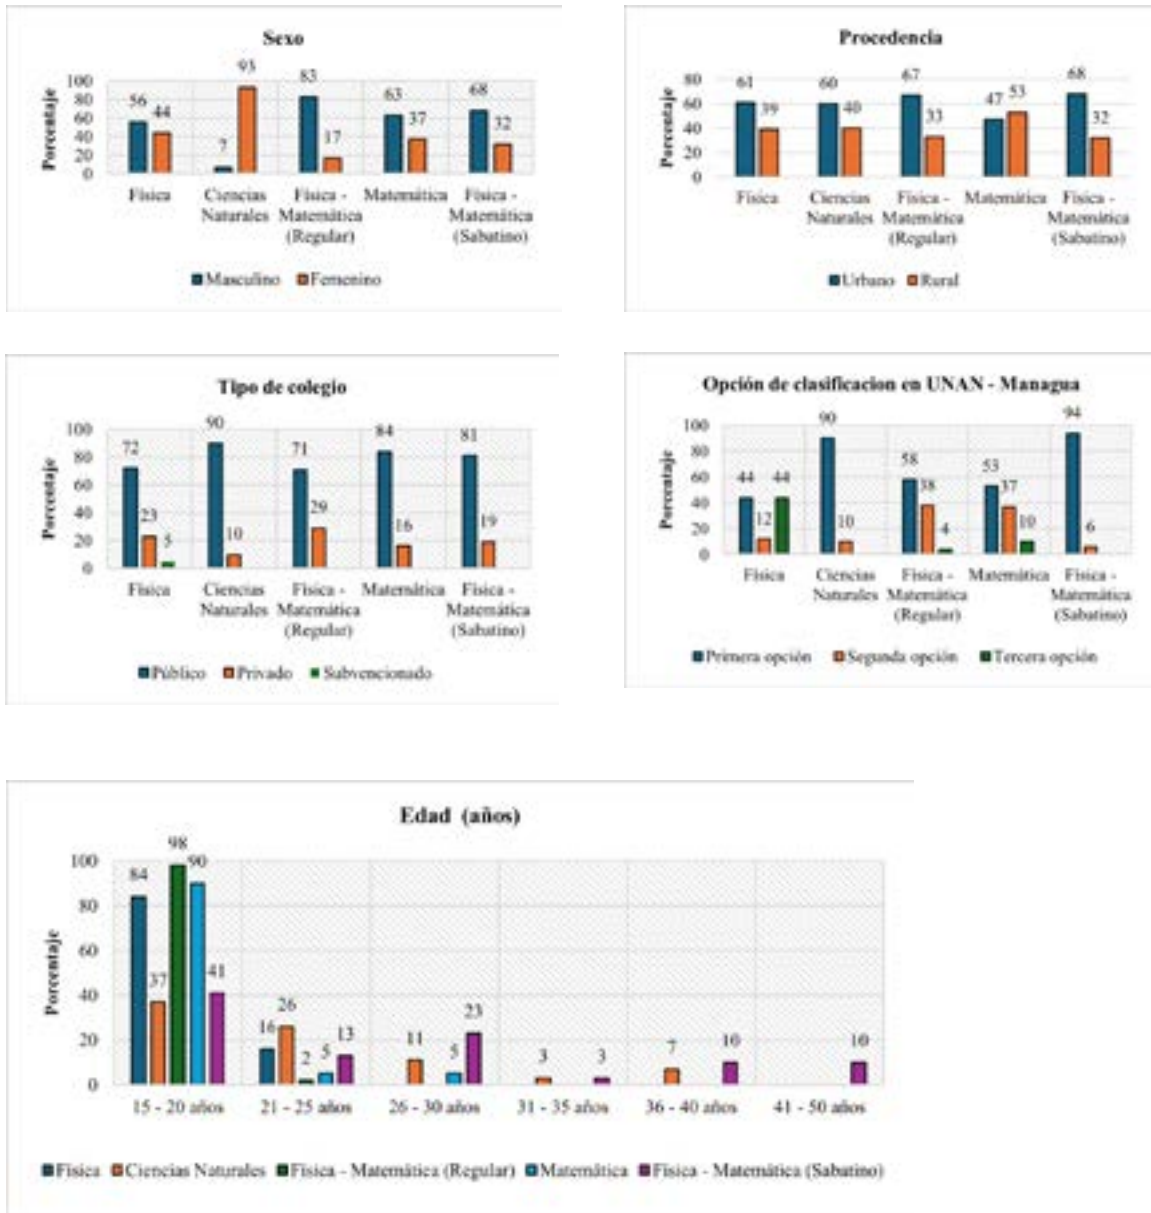 Sexo
Porcentaje
100
80
60
40
20
0
56 44 7 93 83 17 63 37 68 32
Física Ciencias Física - Matemática Física -
Naturales Matemática Matemática
(Regular) (Sabatino)
Masculino Femenino
Procedencia
Porcentaje
80
60
40
20
0
61 39 60 40 67 33 47 53 68 32
Física Ciencias Física - Matemática Física -
Naturales Matemática Matemática
(Regular) (Sabatino)
Urbano Rural
Tipo de colegio
Porcentaje
100
80
60
40
20
0
72 23 5 90 10 71 29 84 16 81 19
Física Ciencias Física - Matemática Física -
Naturales Matemática Matemática
(Regular) (Sabatino)
Público Privado Subvencionado
Opción de clasificacion en UNAN - Managua
Porcentaje
100
80
60
40
20
0
44 12 44 90 10 58 38 4 53 37 10 94 6
Física Ciencias Física - Matemática Física -
Naturales Matemática Matemática
(Regular) (Sabatino)
Primera opción Segunda opción Tercera opción
Edad (años)
Porcentaje
100
80
60
40
20
0
84 37 98 90 41 16 26 2 5 13 11 5 23 3 3 7 10 10
15 - 20 años 21 - 25 años 26 - 30 años 31 - 35 años 36 - 40 años 41 - 50 años
Física Ciencias Naturales Física - Matemática (Regular) Matemática Física - Matemática (Sabatino)